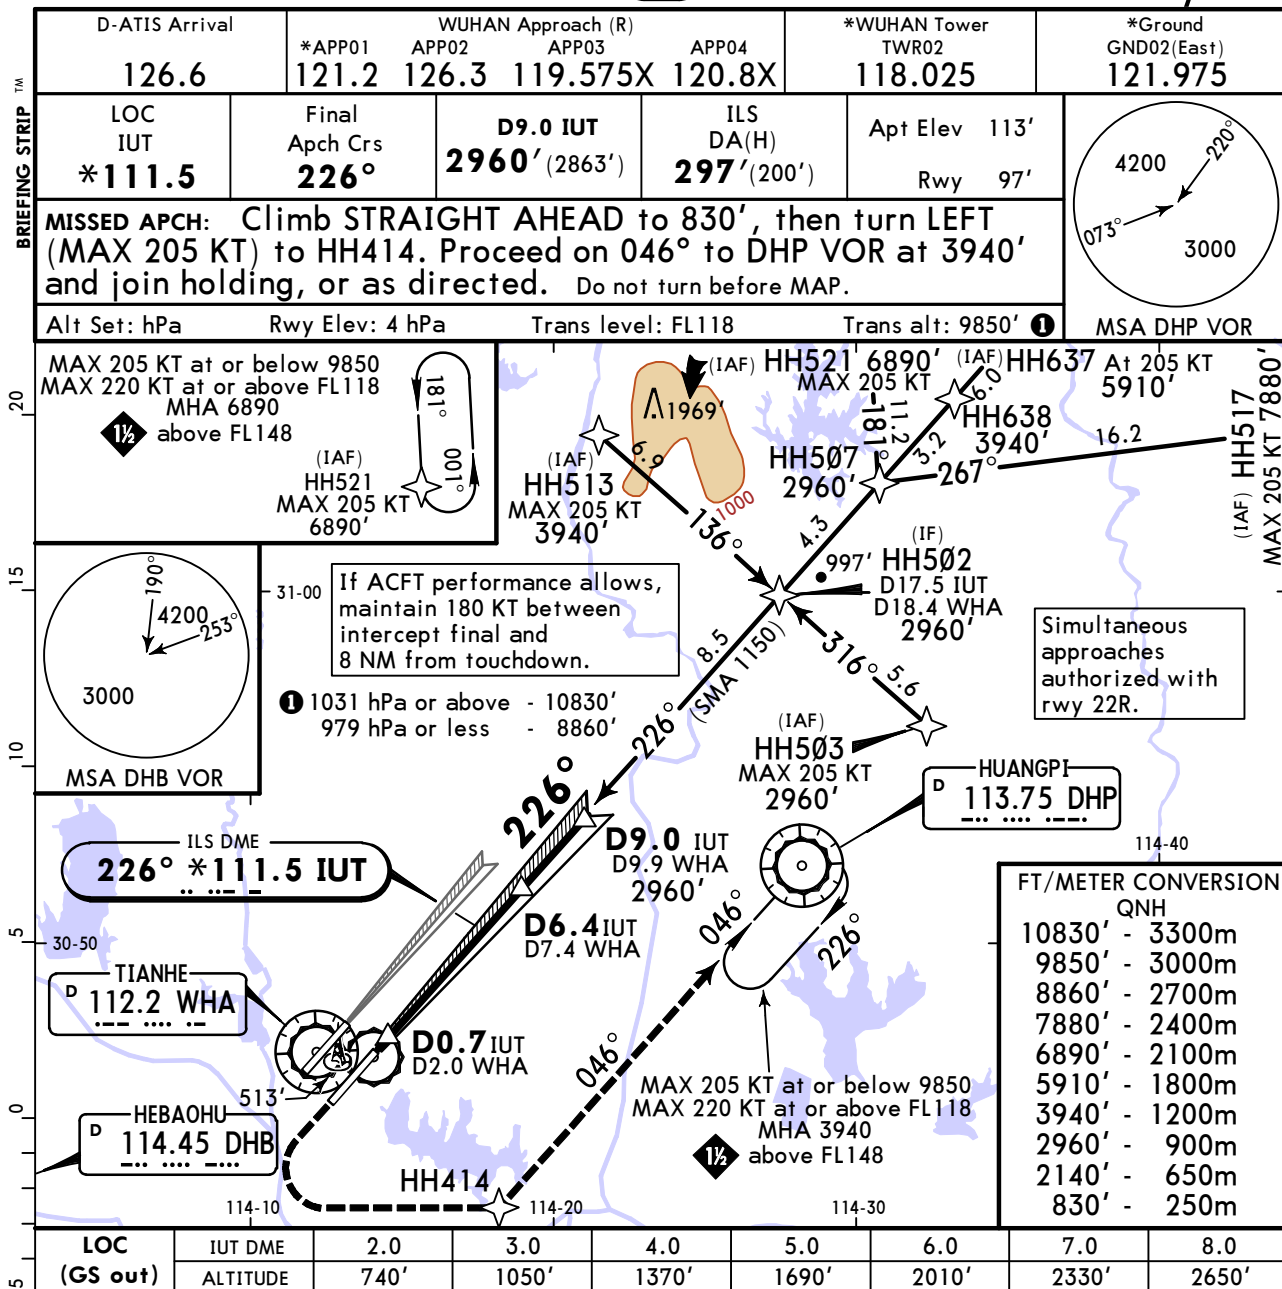 BRIEFING STRIP TM
D-ATIS Arrival
126.6
WUHAN Approach (R)
*APP01 APP02 APP03 APP04
121.2 126.3 119.575X 120.8X
*WUHAN Tower
TWR02
118.025
*Ground
GND02(East)
121.975
LOC
IUT
*111.5
Final
Apch Crs
226°
D9.0 IUT
2960′ (2863′)
ILS
DA(H)
297′ (200′)
Apt Elev 113′
Rwy 97′
MISSED APCH: Climb STRAIGHT AHEAD to 830′, then turn LEFT
(MAX 205 KT) to HH414. Proceed on 046° to DHP VOR at 3940′
and join holding, or as directed. Do not turn before MAP.
Alt Set: hPa Rwy Elev: 4 hPa Trans level: FL118 Trans alt: 9850′ 1
4200
220°
073°
3000
MSA DHP VOR
MAX 205 KT at or below 9850
MAX 220 KT at or above FL118
MHA 6890
1½ above FL148
181°
001°
(IAF)
HH521
MAX 205 KT
6890′
190°
4200
253°
3000
MSA DHB VOR
20
15
10
5
0
5
1969′
1000
(IAF) HH521 6890′
MAX 205 KT
181°
11.2
(IAF) HH637 At 205 KT
5910′
6.0
HH638
3940′
3.2
16.2
267°
(IAF) HH517
MAX 205 KT 7880′
HH507
2960′
(IAF)
HH513
MAX 205 KT
3940′
6.9
136°
4.3
997′
(IF)
HH502
D17.5 IUT
D18.4 WHA
2960′
31-00
If ACFT performance allows,
maintain 180 KT between
intercept final and
8 NM from touchdown.
Simultaneous
approaches
authorized with
rwy 22R.
1 1031 hPa or above - 10830′
979 hPa or less - 8860′
8.5
(SMA 1150)
226°
316°
5.6
(IAF)
HH503
MAX 205 KT
2960′
HUANGPI
D 113.75 DHP
226°
ILS DME
226° *111.5 IUT
D9.0 IUT
D9.9 WHA
2960′
D6.4 IUT
D7.4 WHA
114-40
30-50
046°
226°
TIANHE
D 112.2 WHA
D0.7 IUT
D2.0 WHA
513′
046°
HEBAOHU
D 114.45 DHB
MAX 205 KT at or below 9850
MAX 220 KT at or above FL118
MHA 3940
1½ above FL148
HH414
114-10
114-20
114-30
FT/METER CONVERSION
QNH
10830′ - 3300m
9850′ - 3000m
8860′ - 2700m
7880′ - 2400m
6890′ - 2100m
5910′ - 1800m
3940′ - 1200m
2960′ - 900m
2140′ - 650m
830′ - 250m
LOC
(GS out)
IUT DME 2.0 3.0 4.0 5.0 6.0 7.0 8.0
ALTITUDE 740′ 1050′ 1370′ 1690′ 2010′ 2330′ 2650′